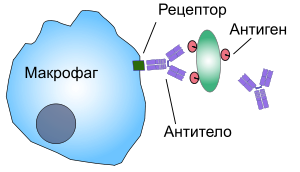 Рецептор
Антиген
Макрофаг
Антитело